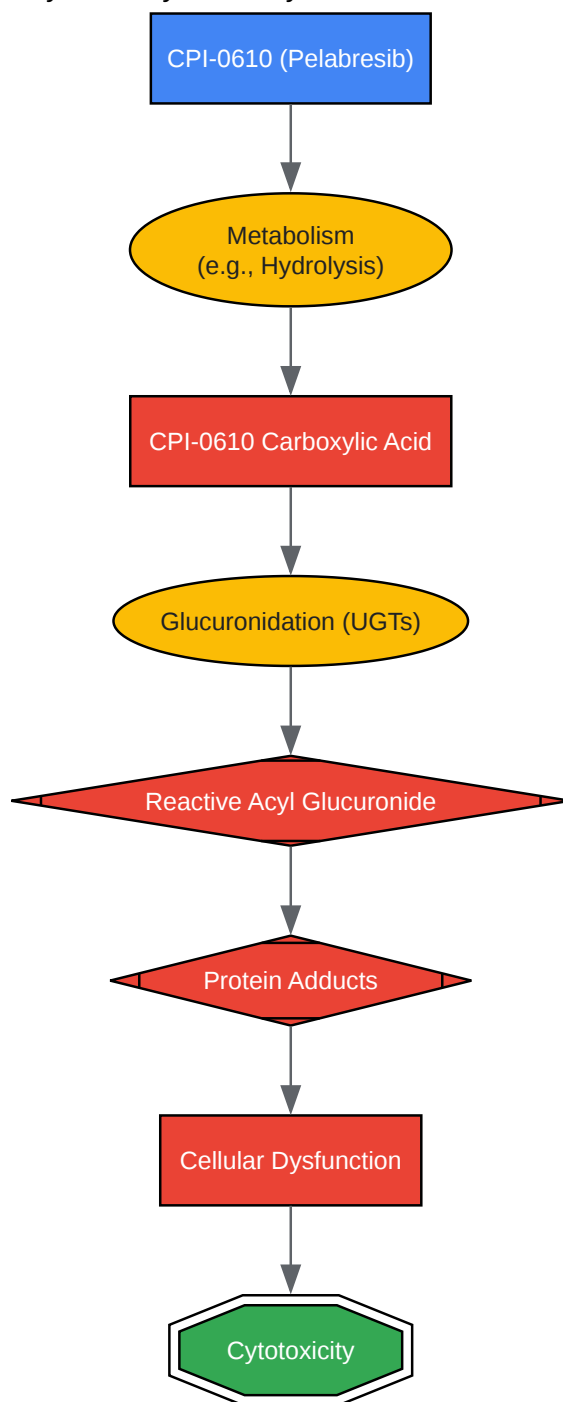 CPI-0610 (Pelabresib)
Metabolism
(e.g., Hydrolysis)
CPI-0610 Carboxylic Acid
Glucuronidation (UGTs)
Reactive Acyl Glucuronide
Protein Adducts
Cellular Dysfunction
Cytotoxicity